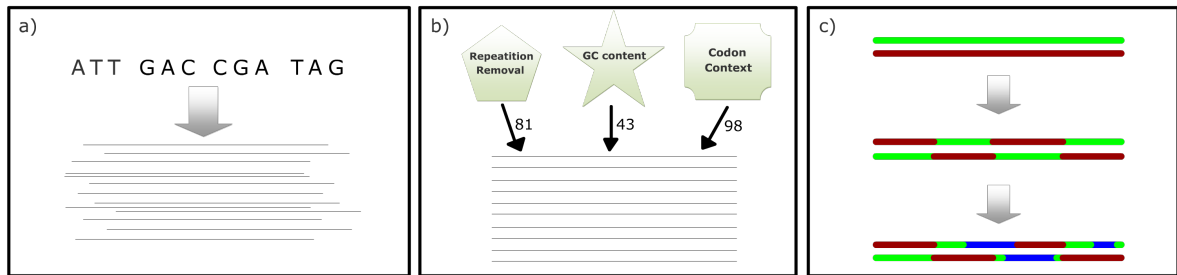 a)
ATT GAC CGA TAG
b)
Repeatition
Removal
GC content
Codon
Context
81
43
98
c)